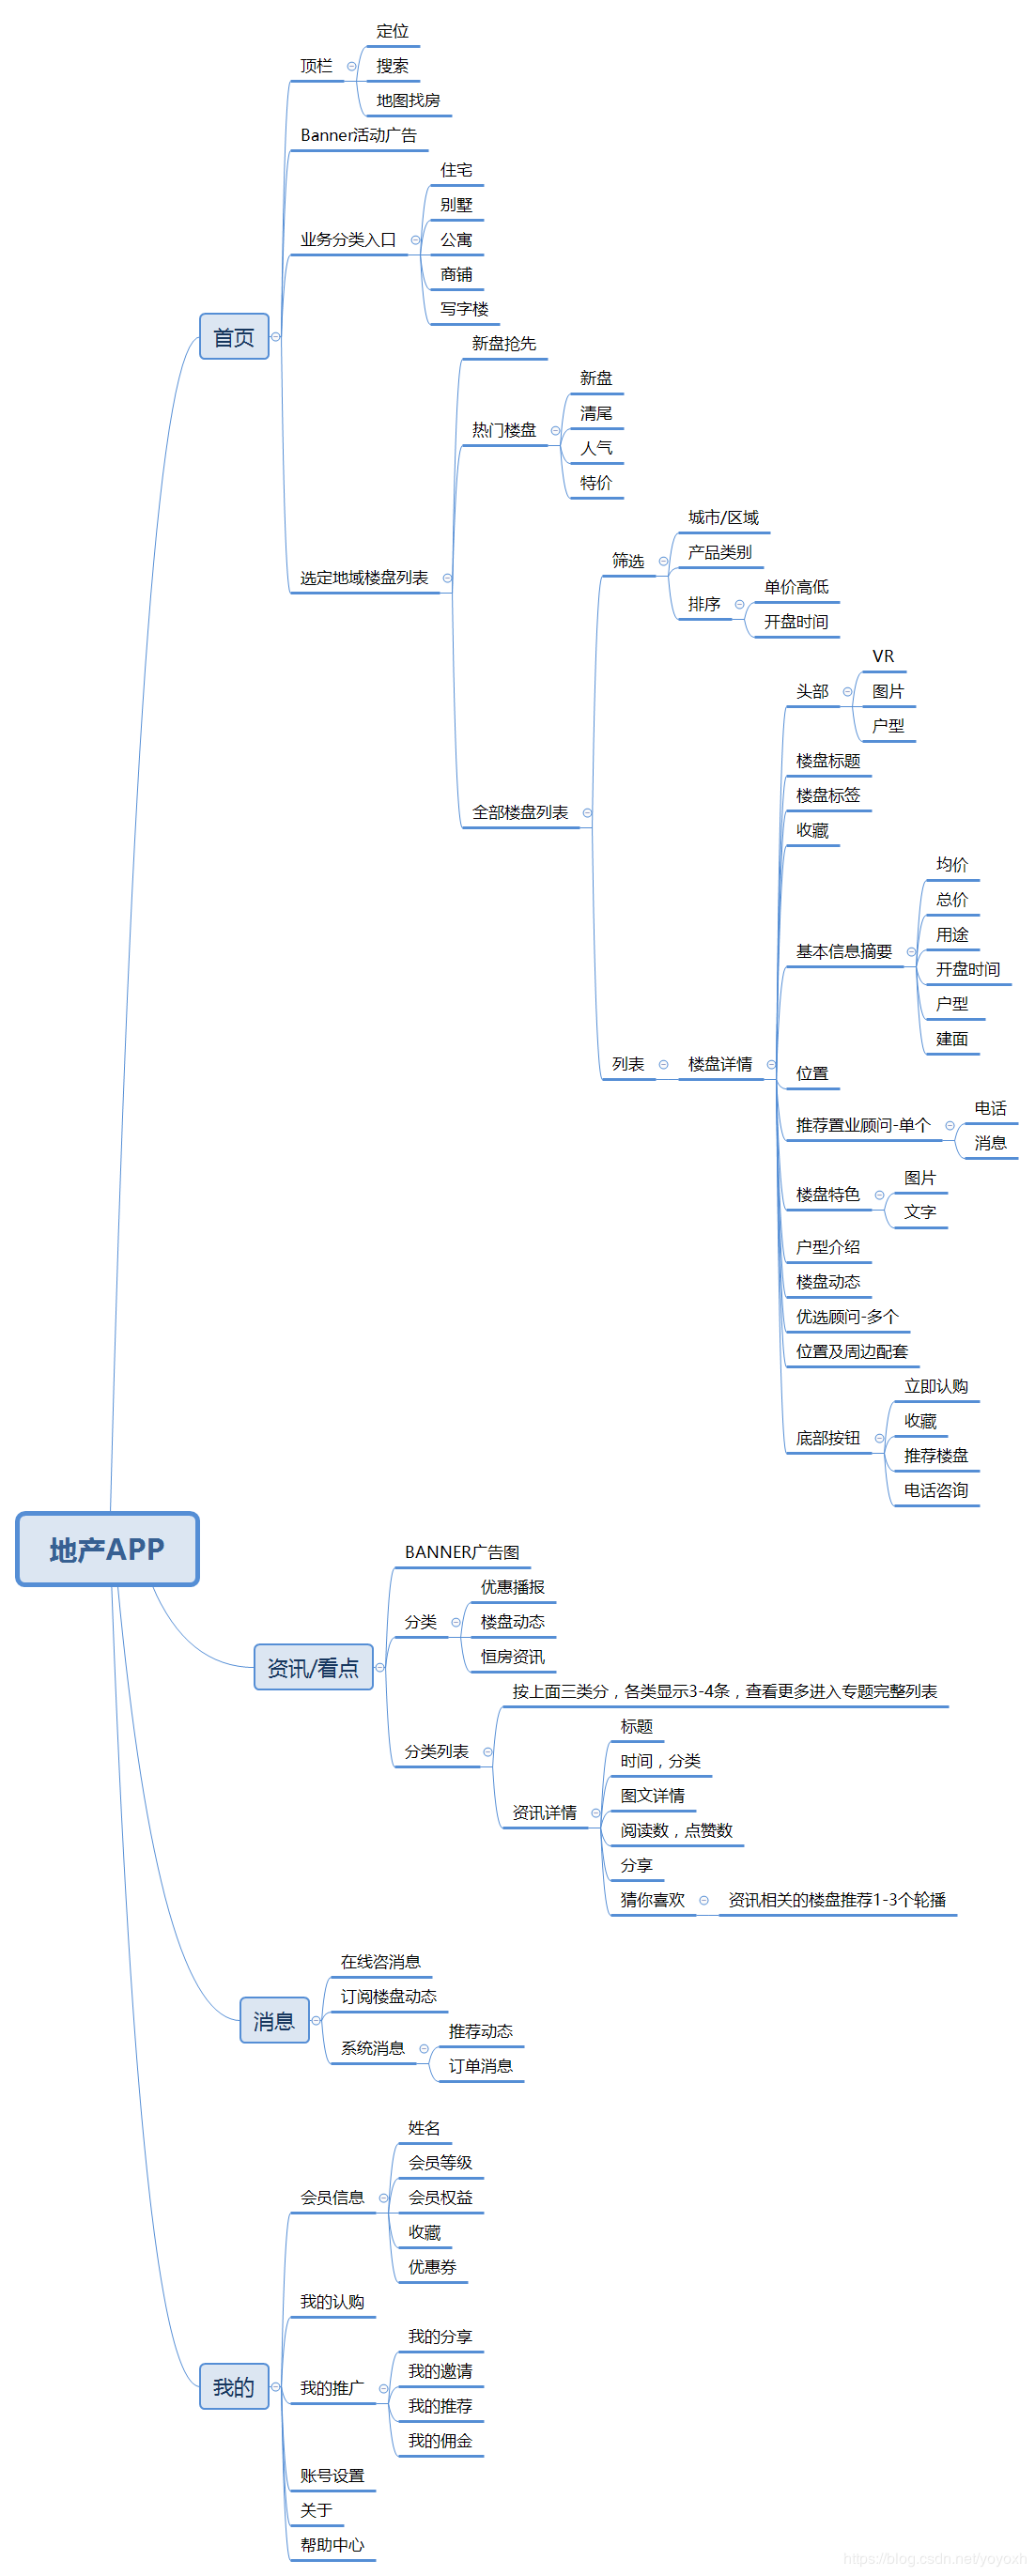 定位
顶栏
搜索
地图找房
Banner活动广告
住宅
别墅
业务分类入口
公寓
商铺
写字楼
首页
新盘抢先
新盘
清尾
热门楼盘
人气
特价
城市/区域
筛选
产品类别
选定地域楼盘列表
单价高低
排序
开盘时间
VR
头部
图片
户型
楼盘标题
楼盘标签
全部楼盘列表
收藏
均价
总价
用途
基本信息摘要
开盘时间
户型
建面
列表
楼盘详情
位置
电话
推荐置业顾问-单个
消息
图片
楼盘特色
文字
户型介绍
楼盘动态
优选顾问-多个
位置及周边配套
立即认购
收藏
底部按钮
推荐楼盘
电话咨询
地产APP
BANNER广告图
优惠播报
分类
楼盘动态
恒房资讯
资讯/看点
按上面三类分，各类显示3-4条，查看更多进入专题完整列表
标题
分类列表
时间，分类
图文详情
资讯详情
阅读数，点赞数
分享
猜你喜欢
资讯相关的楼盘推荐1-3个轮播
在线咨消息
订阅楼盘动态
消息
推荐动态
系统消息
订单消息
姓名
会员等级
会员信息
会员权益
收藏
优惠券
我的认购
我的分享
我的邀请
我的
我的推广
我的推荐
我的佣金
账号设置
关于
帮助中心
https://blog.csdn.net/yoyoxh